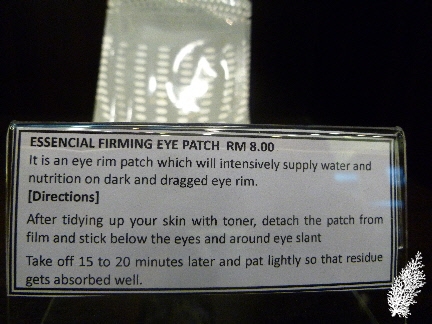 ESSENCIAL FIRMING EYE PATCH RM 8.00
It is an eye rim patch which will intensively supply water and
nutrition on dark and dragged eye rim.
[Directions]
After tidying up your skin with toner, detach the patch from
film and stick below the eyes and around eye slant
Take off 15 to 20 minutes later and pat lightly so that residue
gets absorbed well.